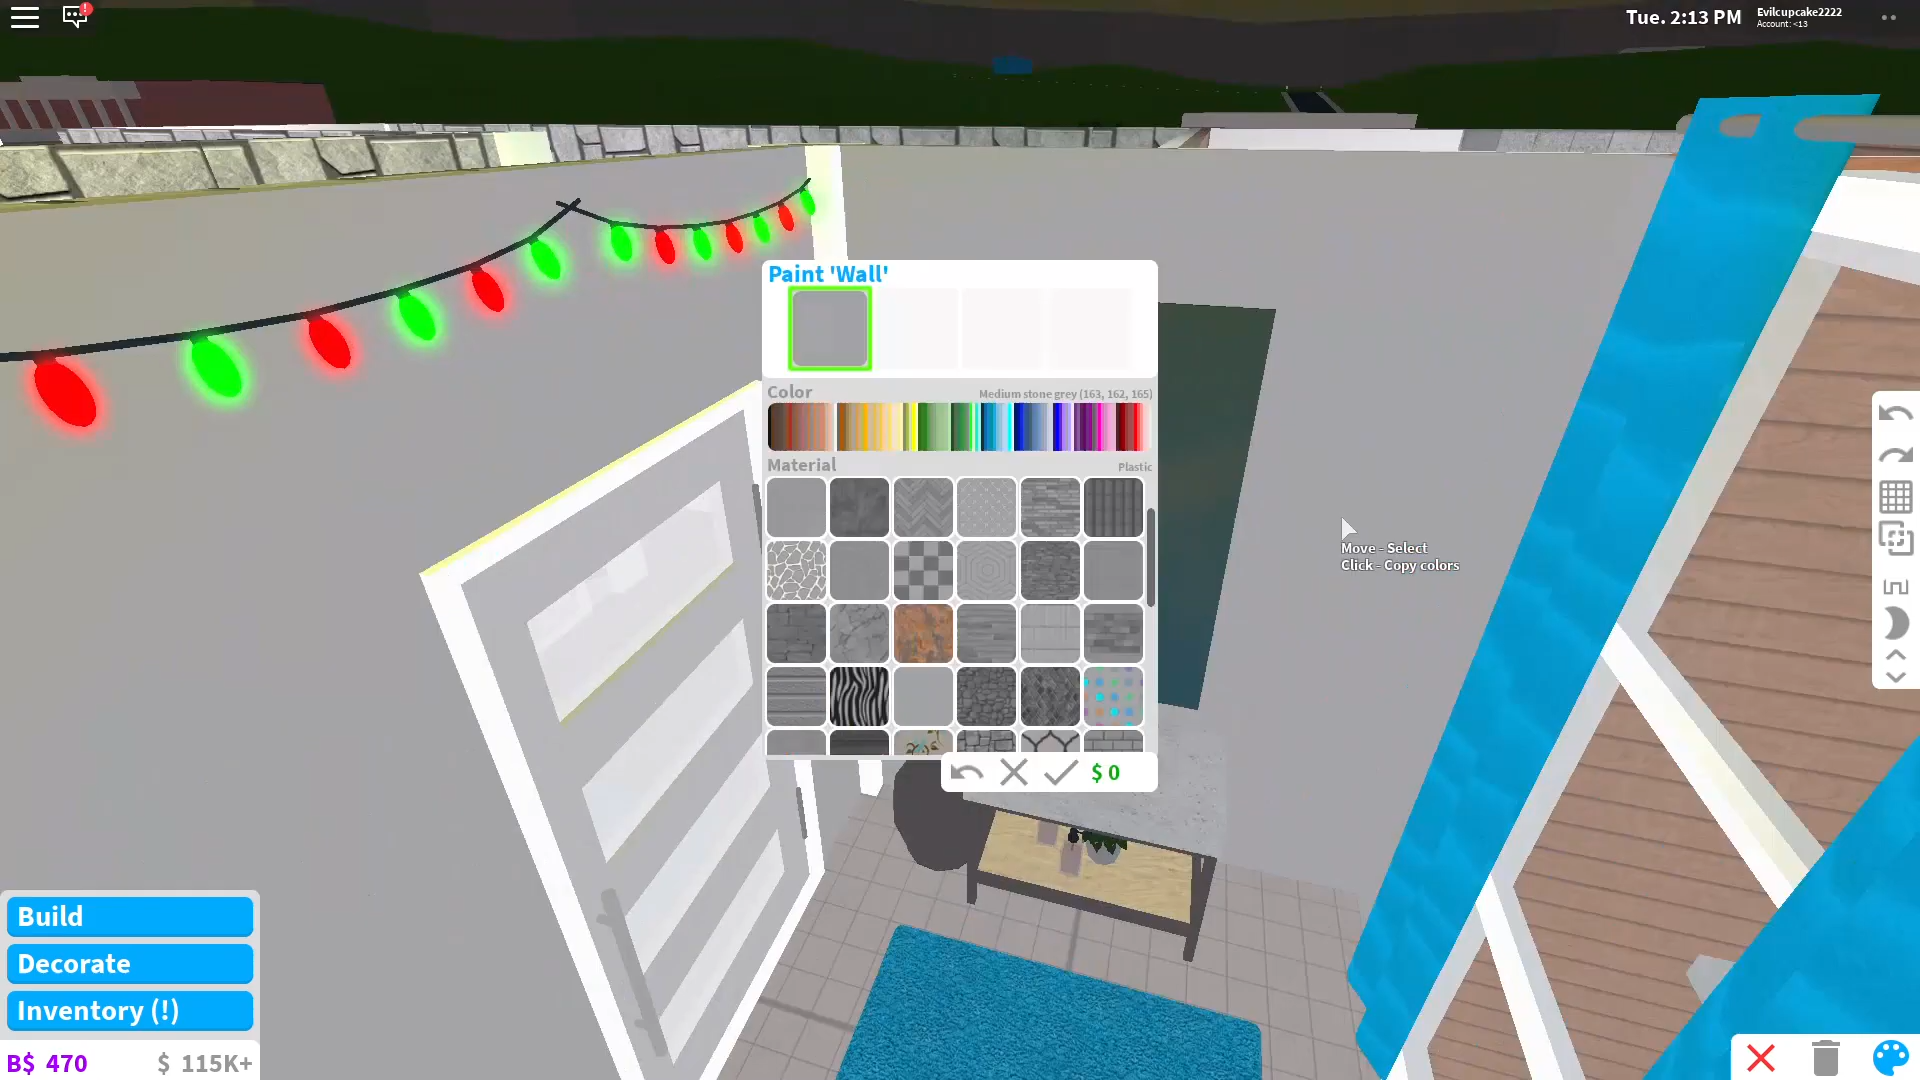 Tue. 2:13 PM
Evilcupcake2222
Account: <13
Paint 'Wall'
Color
Medium stone grey (163, 162, 165)
Material
Plastic
Move - Select
Click - Copy colors
$ 0
Build
Decorate
Inventory (!)
B$ 470
$ 115K+